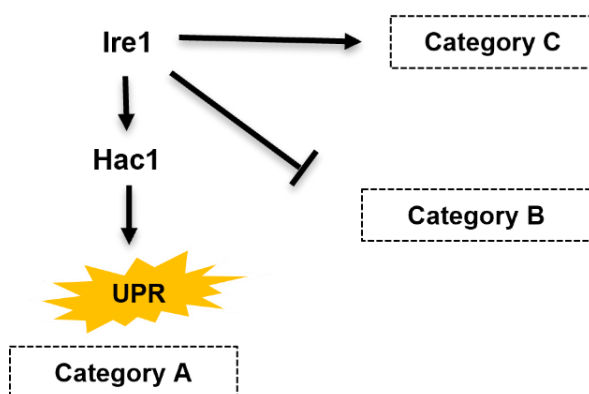 Ire1
Category C
Hac1
Category B
UPR
Category A